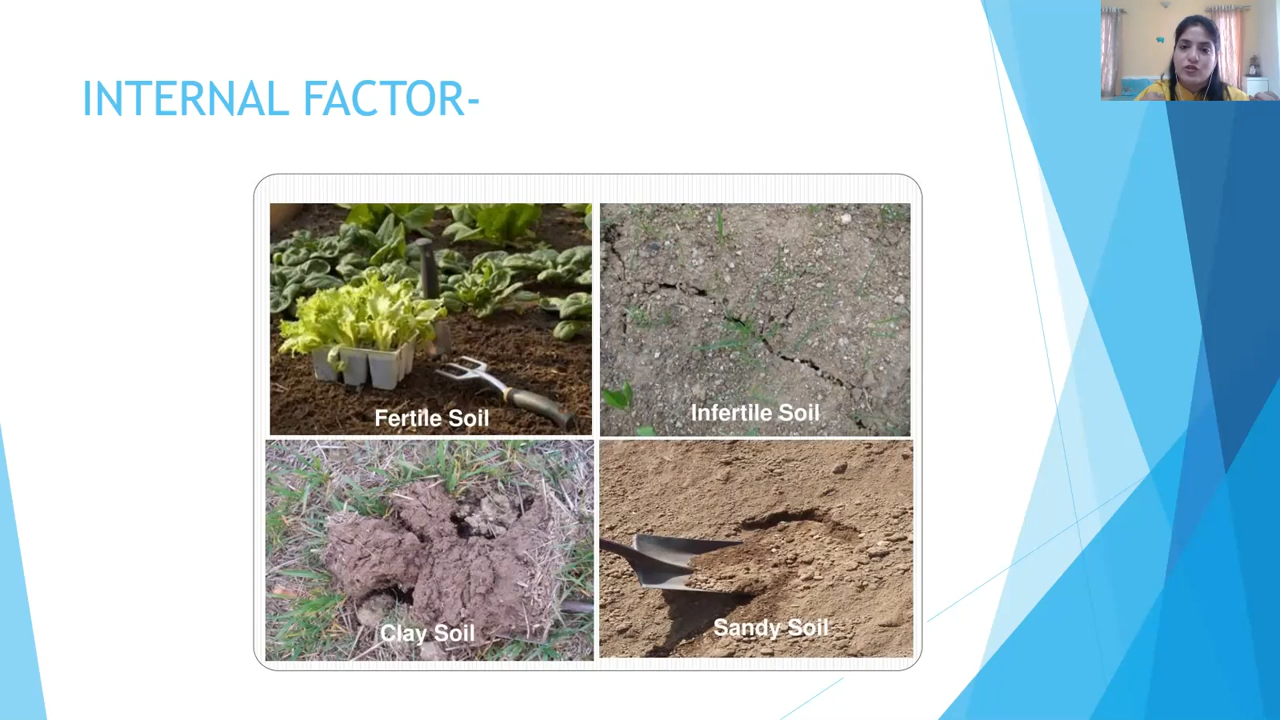 INTERNAL FACTOR-
Fertile Soil
Infertile Soil
Clay Soil
Sandy Soil